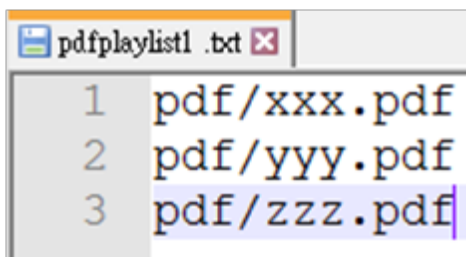 pdfplaylist1 .txt
1 pdf/xxx.pdf
2 pdf/yyy.pdf
3 pdf/zzz.pdf